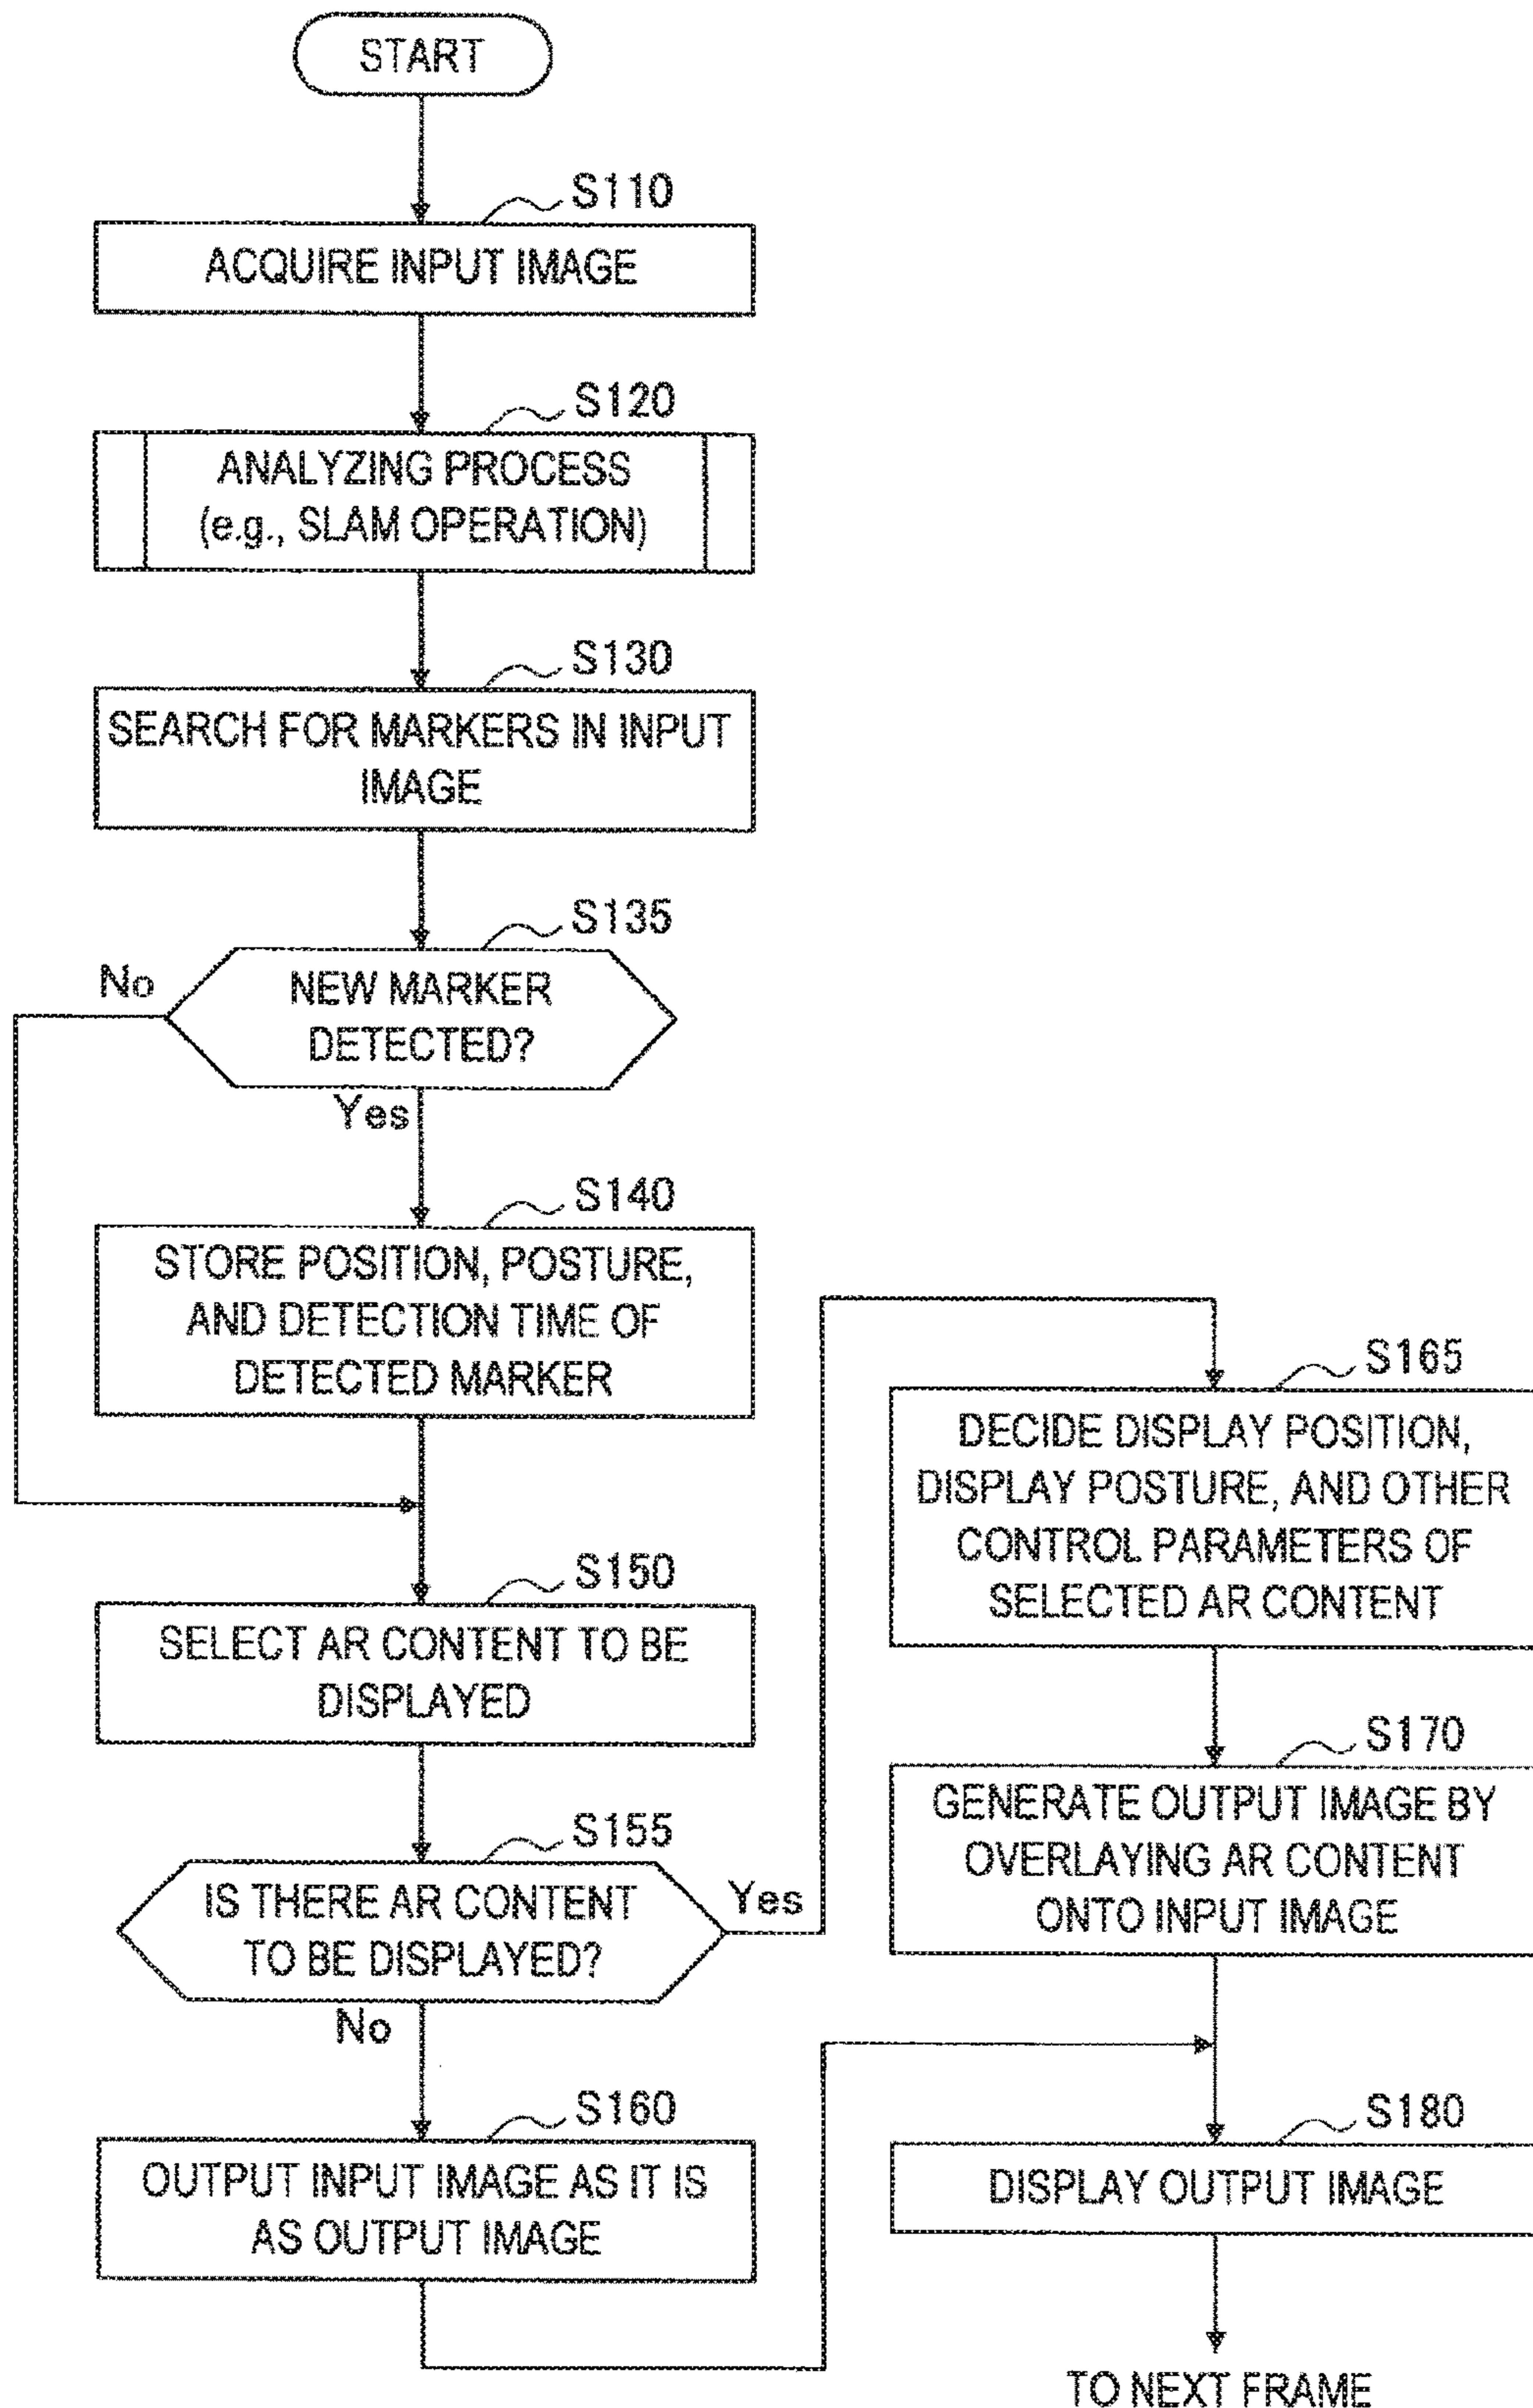 START
S110
ACQUIRE INPUT IMAGE
S120
ANALYZING PROCESS
(e.g., SLAM OPERATION)
S130
SEARCH FOR MARKERS IN INPUT
IMAGE
S135
No
NEW MARKER
DETECTED?
Yes
S140
STORE POSITION, POSTURE,
AND DETECTION TIME OF
DETECTED MARKER
S150
SELECT AR CONTENT TO BE
DISPLAYED
S155
IS THERE AR CONTENT
TO BE DISPLAYED?
Yes
No
S160
OUTPUT INPUT IMAGE AS IT IS
AS OUTPUT IMAGE
S165
DECIDE DISPLAY POSITION,
DISPLAY POSTURE, AND OTHER
CONTROL PARAMETERS OF
SELECTED AR CONTENT
S170
GENERATE OUTPUT IMAGE BY
OVERLAYING AR CONTENT
ONTO INPUT IMAGE
S180
DISPLAY OUTPUT IMAGE
TO NEXT FRAME